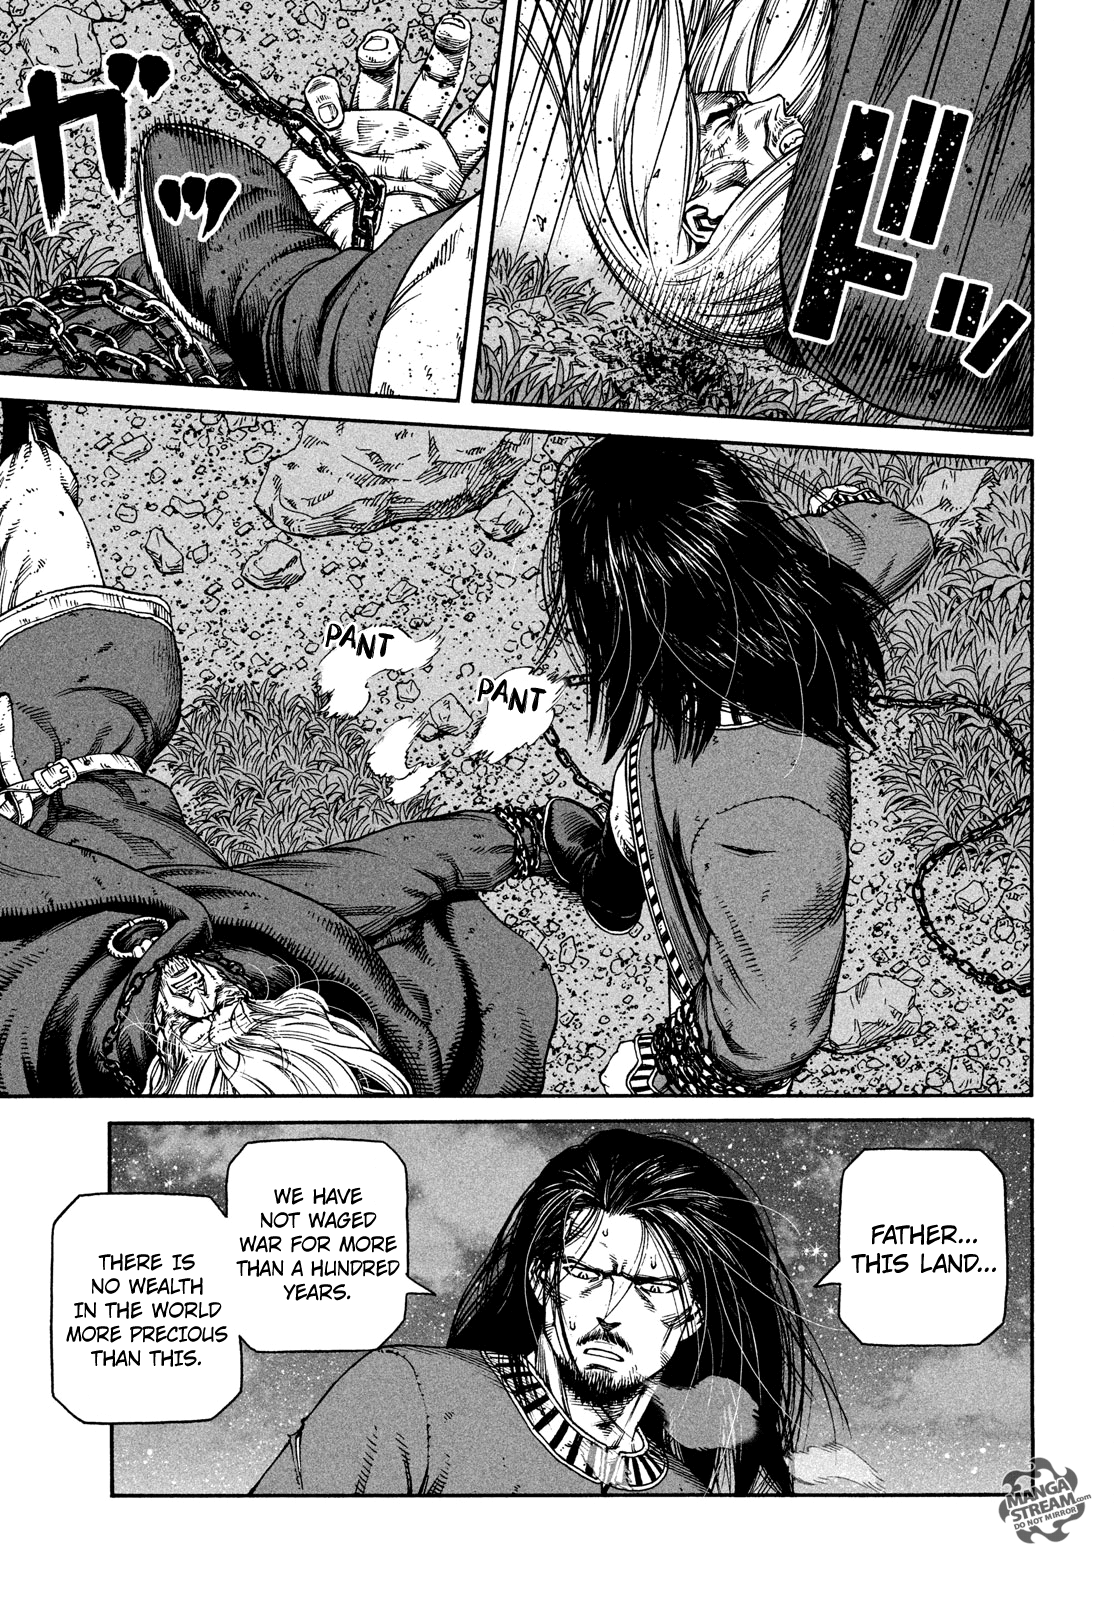 ドドッ
ガッ
PANT
PANT
FATHER...
THIS LAND...
WE HAVE
NOT WAGED
WAR FOR MORE
THAN A HUNDRED
YEARS.
THERE IS
NO WEALTH
IN THE WORLD
MORE PRECIOUS
THAN THIS.
MANGA
STREAM.com
DO NOT MIRROR